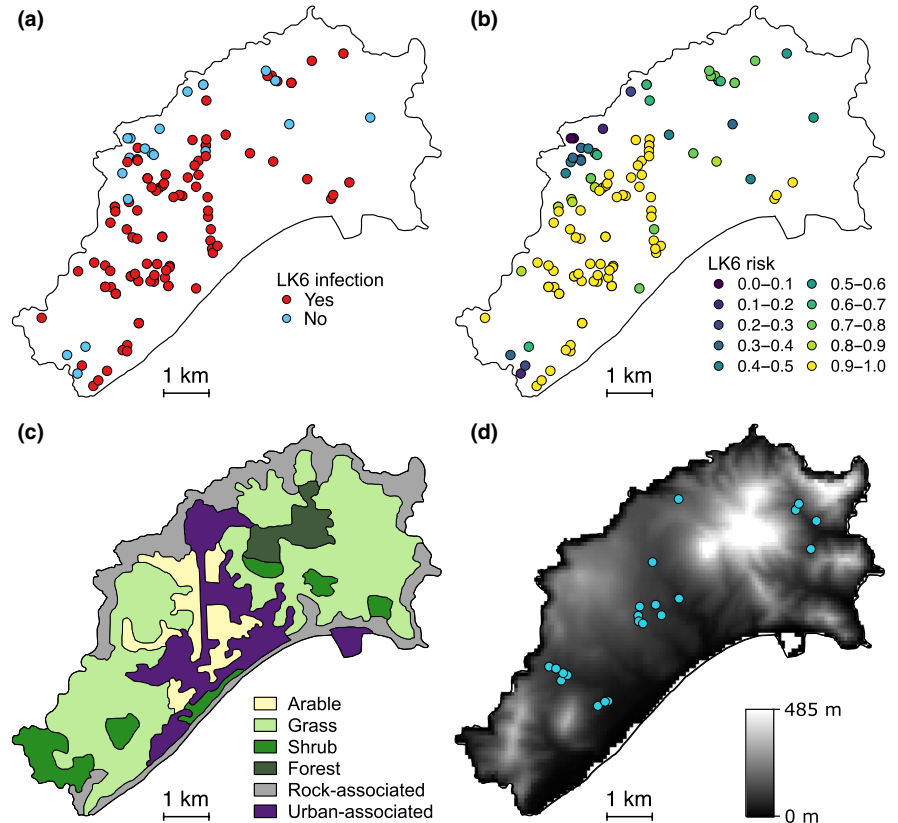 (a)
LK6 infection
Yes
No
1 km
(b)
LK6 risk
0.0–0.1
0.1–0.2
0.2–0.3
0.3–0.4
0.4–0.5
0.5–0.6
0.6–0.7
0.7–0.8
0.8–0.9
0.9–1.0
1 km
(c)
Arable
Grass
Shrub
Forest
Rock-associated
Urban-associated
1 km
(d)
485 m
0 m
1 km